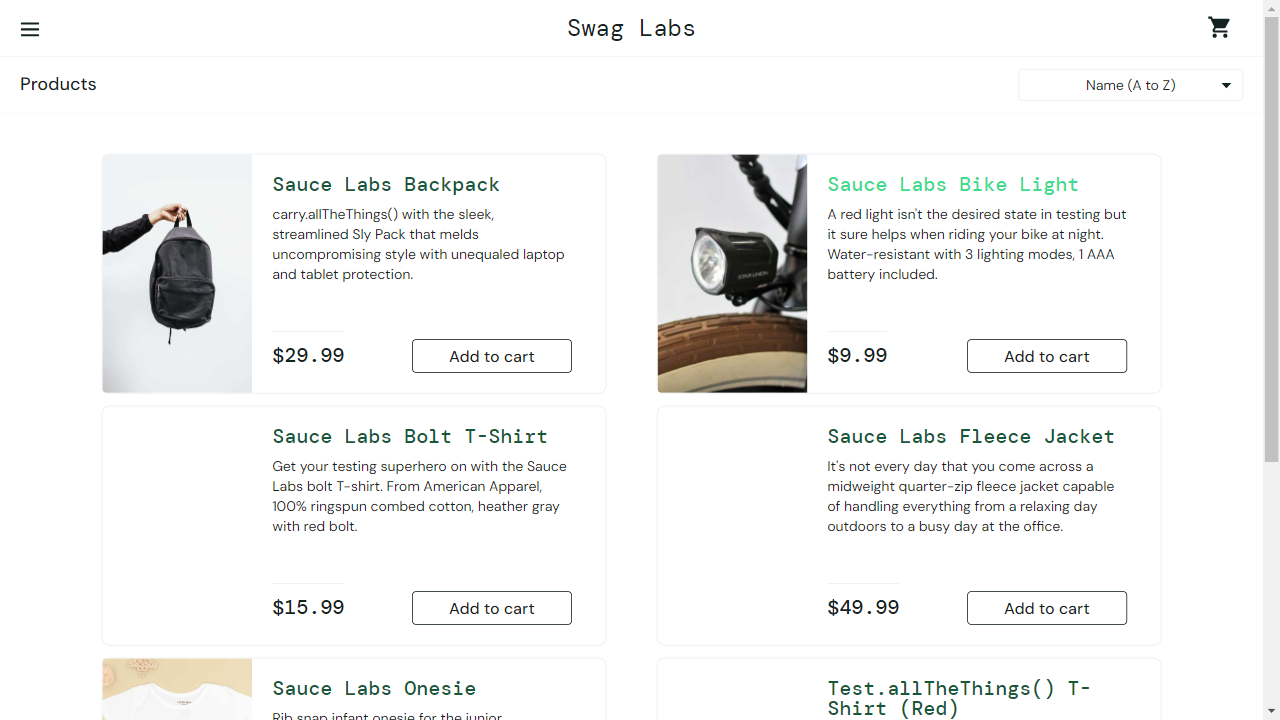 Swag Labs
Products
Name (A to Z)
Sauce Labs Backpack
carry.allTheThings() with the sleek,
streamlined Sly Pack that melds
uncompromising style with unequaled laptop
and tablet protection.
$29.99
Add to cart
Sauce Labs Bike Light
A red light isn't the desired state in testing but
it sure helps when riding your bike at night.
Water-resistant with 3 lighting modes, 1 AAA
battery included.
$9.99
Add to cart
Sauce Labs Bolt T-Shirt
Get your testing superhero on with the Sauce
Labs bolt T-shirt. From American Apparel,
100% ringspun combed cotton, heather gray
with red bolt.
$15.99
Add to cart
Sauce Labs Fleece Jacket
It's not every day that you come across a
midweight quarter-zip fleece jacket capable
of handling everything from a relaxing day
outdoors to a busy day at the office.
$49.99
Add to cart
Sauce Labs Onesie
Rib snap infant onesie for the junior
Test.allTheThings() T-
Shirt (Red)